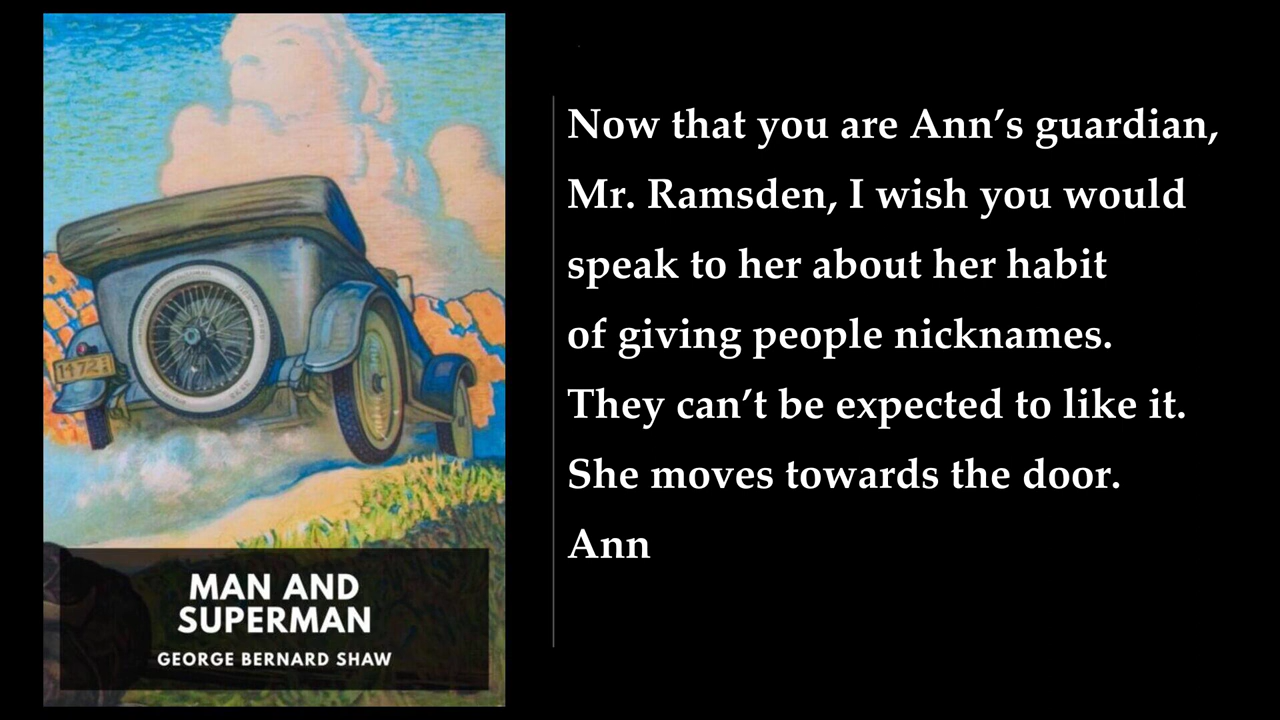 1472
MAN AND
SUPERMAN
GEORGE BERNARD SHAW
Now that you are Ann’s guardian,
Mr. Ramsden, I wish you would
speak to her about her habit
of giving people nicknames.
They can’t be expected to like it.
She moves towards the door.
Ann